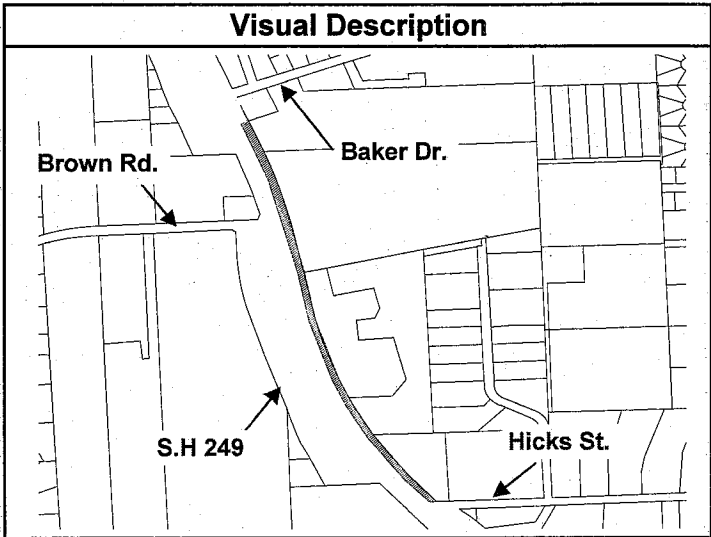 Visual Description
Baker Dr.
Brown Rd.
S.H 249
Hicks St.